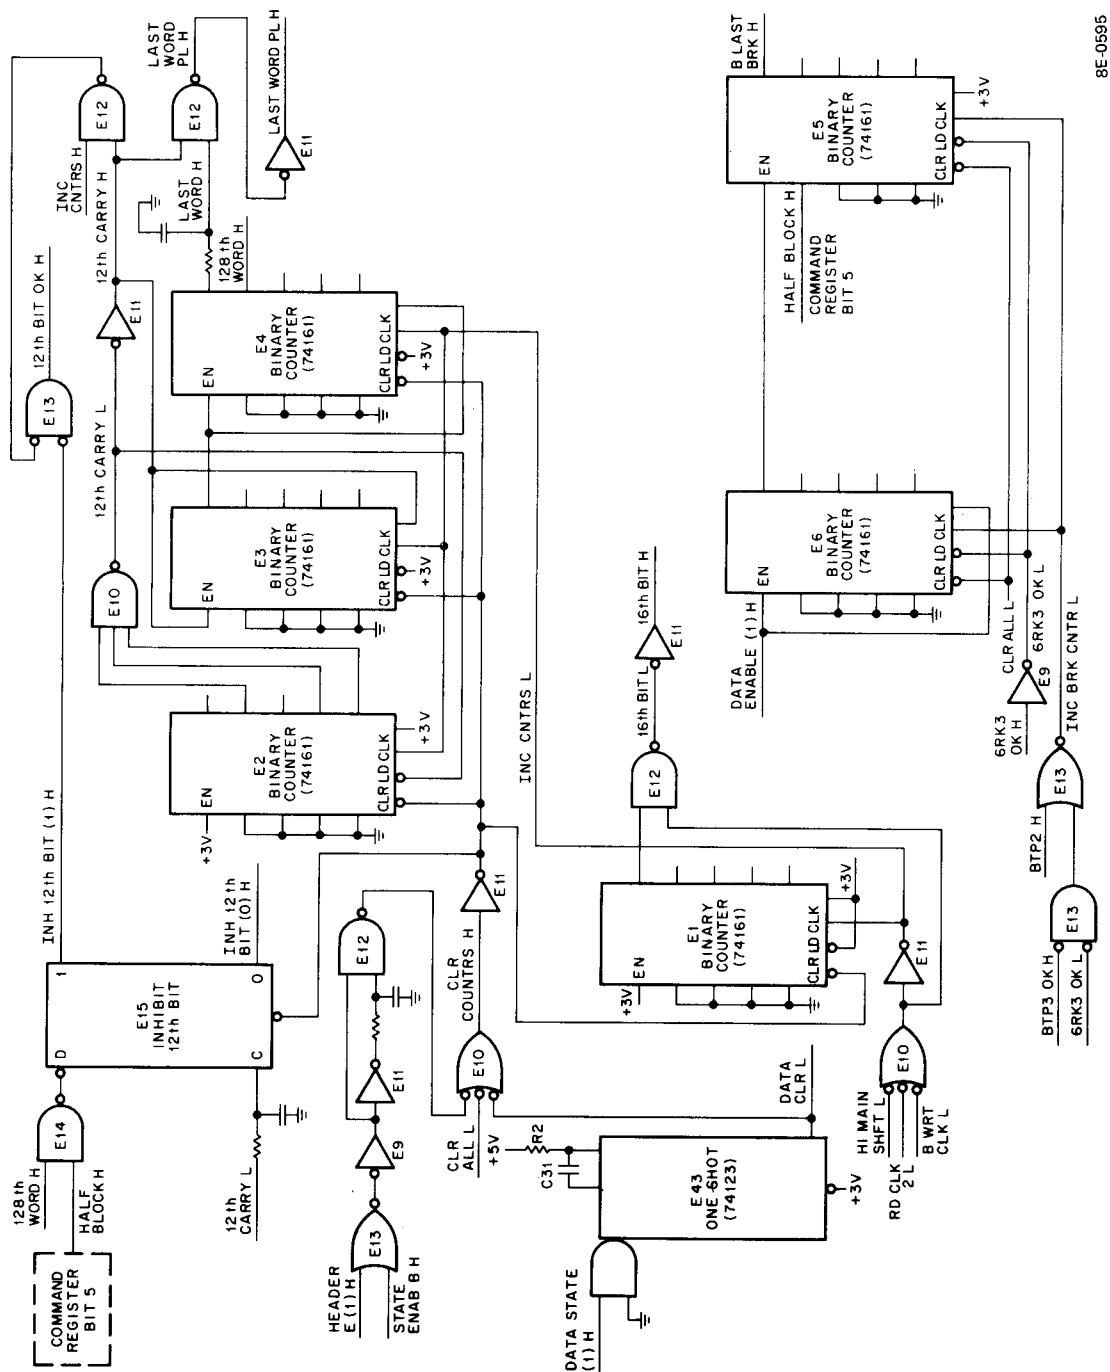 COMMAND
REGISTER
BIT 5
128th
WORD H
HALF
BLOCK H
E14
D
1
E15
INHIBIT
12th BIT
C
0
12th
CARRY L
INH 12th BIT (1) H
INH 12th
BIT (0) H
HEADER
E (1) H
STATE
ENAB B H
E13
E9
E11
E12
CLR
ALL L
E10
CLR
COUNTRS H
E11
DATA STATE
(1) H
+5V
R2
C31
E43
ONE-SHOT
(74123)
+3V
DATA
CLR L
+3V
EN
E2
BINARY
COUNTER
(74161)
CLR LD CLK
+3V
E10
12th CARRY L
E11
12th CARRY H
E13
12th BIT OK H
EN
E3
BINARY
COUNTER
(74161)
CLR LD CLK
+3V
EN
E4
BINARY
COUNTER
(74161)
CLR LD CLK
+3V
128th
WORD H
LAST
WORD H
INC
CNTRS H
E12
E12
LAST
WORD
PL H
E11
LAST WORD PL H
HI MAIN
SHFT L
RD CLK
2 L
B WRT
CLK L
E10
E11
INC CNTRS L
+3V
EN
E1
BINARY
COUNTER
(74161)
CLR LD CLK
+3V
E12
16th BIT L
E11
16th BIT H
BTP3 OK H
6RK3 OK L
E13
BTP2 H
E13
INC BRK CNTR L
6RK3
OK H
E9
6RK3 OK L
CLR ALL L
DATA
ENABLE (1) H
EN
E6
BINARY
COUNTER
(74161)
CLR LD CLK
HALF BLOCK H
COMMAND
REGISTER
BIT 5
EN
E5
BINARY
COUNTER
(74161)
CLR LD CLK
+3V
B LAST
BRK H
8E-0595